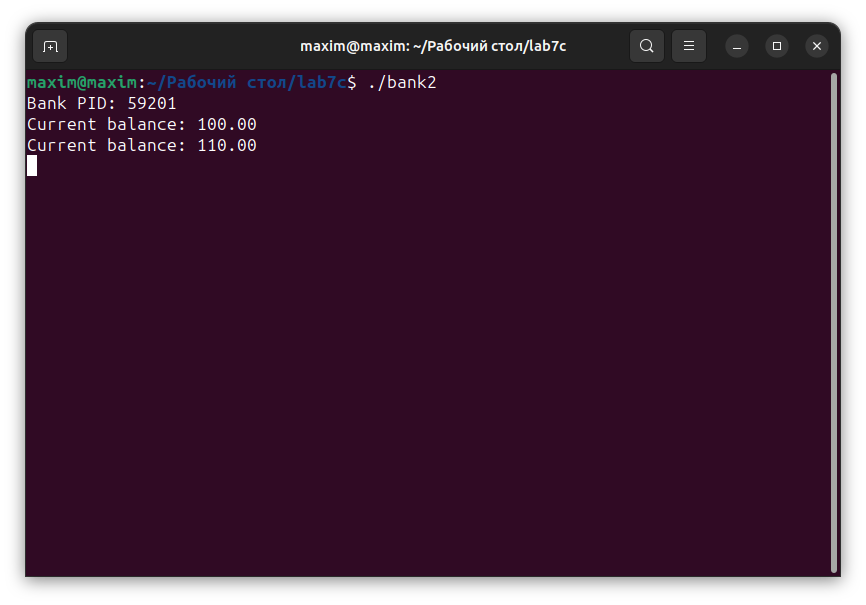 maxim@maxim: ~/Рабочий стол/lab7c
maxim@maxim:~/Рабочий стол/lab7c$ ./bank2
Bank PID: 59201
Current balance: 100.00
Current balance: 110.00